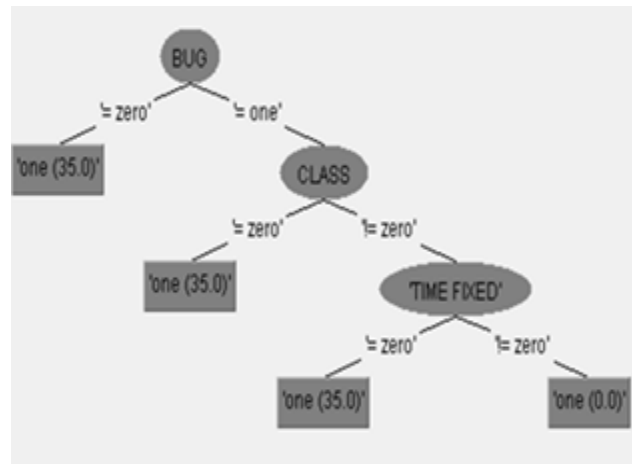 BUG
'= zero'
'= one'
'one (35.0)'
CLASS
'= zero'
'!= zero'
'one (35.0)'
'TIME FIXED'
'= zero'
'!= zero'
'one (35.0)'
'one (0.0)'